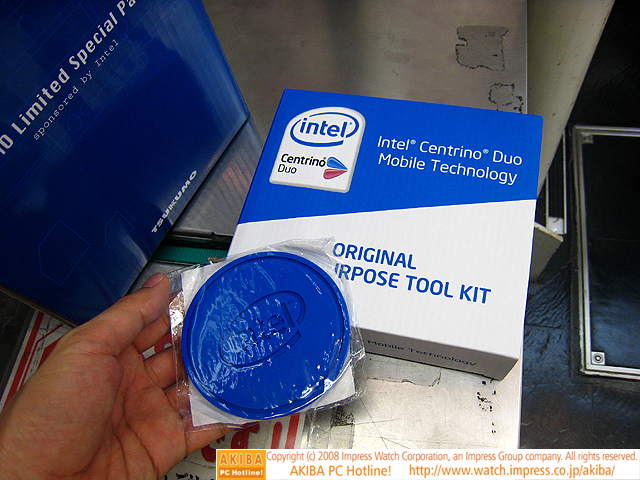 10 Limited Special Pa
sponsored by Intel
TSUKUMO
intel
Centrino
Duo
Intel® Centrino® Duo
Mobile Technology
ORIGINAL
RPOSE TOOL KIT
Mobile Technology
intel
AKIBA
PC Hotline!
Copyright (c) 2008 Impress Watch Corporation, an Impress Group company. All rights reserved.
AKIBA PC Hotline! http://www.watch.impress.co.jp/akiba/